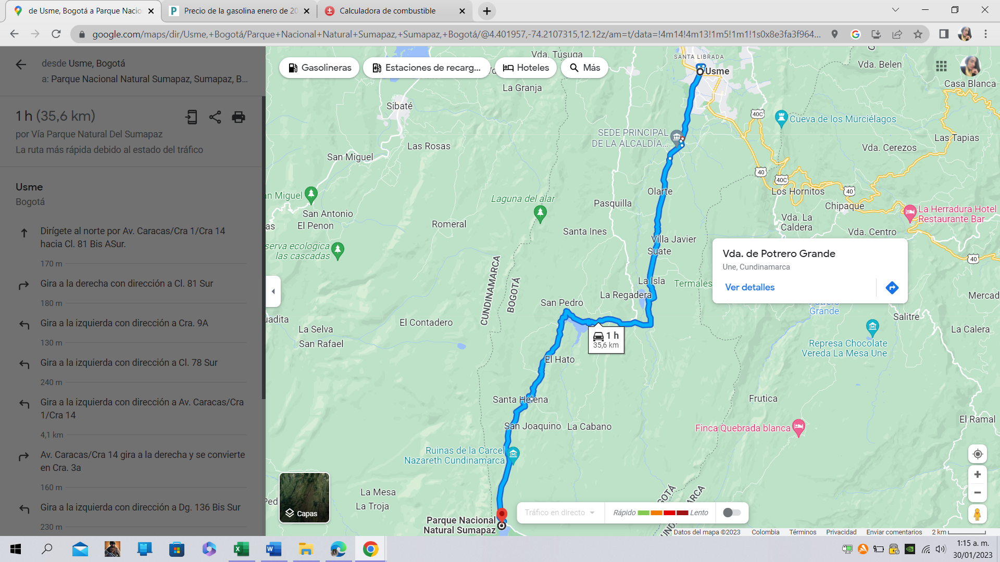 de Usme, Bogotá a Parque Nacio
Precio de la gasolina enero de 20
Calculadora de combustible
google.com/maps/dir/Usme,+Bogotá/Parque+Nacional+Natural+Sumapaz,+Sumapaz,+Bogotá/@4.401957,-74.2107315,12.12z/am=t/data=!4m14!4m13!1m5!1m1!1s0x8e3fa3f964...
desde Usme, Bogotá
a: Parque Nacional Natural Sumapaz, Sumapaz, B...
1 h (35,6 km)
por Vía Parque Natural Del Sumapaz
La ruta más rápida debido al estado del tráfico
Usme
Bogotá
Dirígete al norte por Av. Caracas/Cra 1/Cra 14
hacia Cl. 81 Bis ASur.
170 m
Gira a la derecha con dirección a Cl. 81 Sur
180 m
Gira a la izquierda con dirección a Cra. 9A
130 m
Gira a la izquierda con dirección a Cl. 78 Sur
240 m
Gira a la izquierda con dirección a Av. Caracas/Cra
1/Cra 14
4,1 km
Av. Caracas/Cra 14 gira a la derecha y se convierte
en Cra. 3a
160 m
Gira a la izquierda con dirección a Dg. 136 Bis Sur
230 m
Gasolineras
Estaciones de recarg...
Hoteles
Más
Vda. Tusuga
SANTA LIBRADA
Usme
Vda. Belen
Casa Blanca
La Granja
Sibaté
40C
Cueva de los Murciélagos
SEDE PRINCIPAL
DE LA ALCALDÍA...
Las Tapias
Las Rosas
Vda. Cerezos
San Miguel
40
40C
40
Olarte
Los Hornitos
Chipaque
an Miguel
Laguna del alar
Pasquilla
La Herradura Hotel
Restaurante Bar
San Antonio
El Penon
as
Romeral
Santa Ines
Vda. La
Caldera
Vda. Centro
Villa Javier
Suate
serva ecologica
las cascadas
40
Vda. de Potrero Grande
Une, Cundinamarca
Ver detalles
CUNDINAMARCA
BOGOTÁ
La Isla
Termales
La Regadera
San Pedro
Mercad
Potrero
Grande
Salitre
uadita
El Contadero
La Selva
San Rafael
La Calera
1 h
35,6 km
Represa Chocolate
Vereda La Mesa Une
El Hato
Santa Helena
Frutica
San Joaquino
La Cabano
El Ramal
Finca Quebrada blanca
Ruinas de la Carcel
Nazareth Cundinamarca
La Mesa
La Troja
Ped
Capas
Parque Nacional
Natural Sumapaz
Tráfico en directo
Rápido
Lento
Datos del mapa ©2023
Colombia
Términos
Privacidad
Enviar comentarios
2 km
1:15 a. m.
30/01/2023